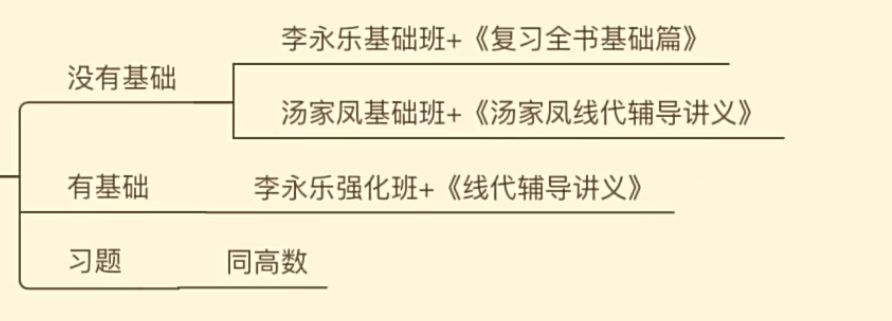 李永乐基础班+《复习全书基础篇》
没有基础
汤家凤基础班+《汤家凤线代辅导讲义》
有基础
李永乐强化班+《线代辅导讲义》
习题
同高数